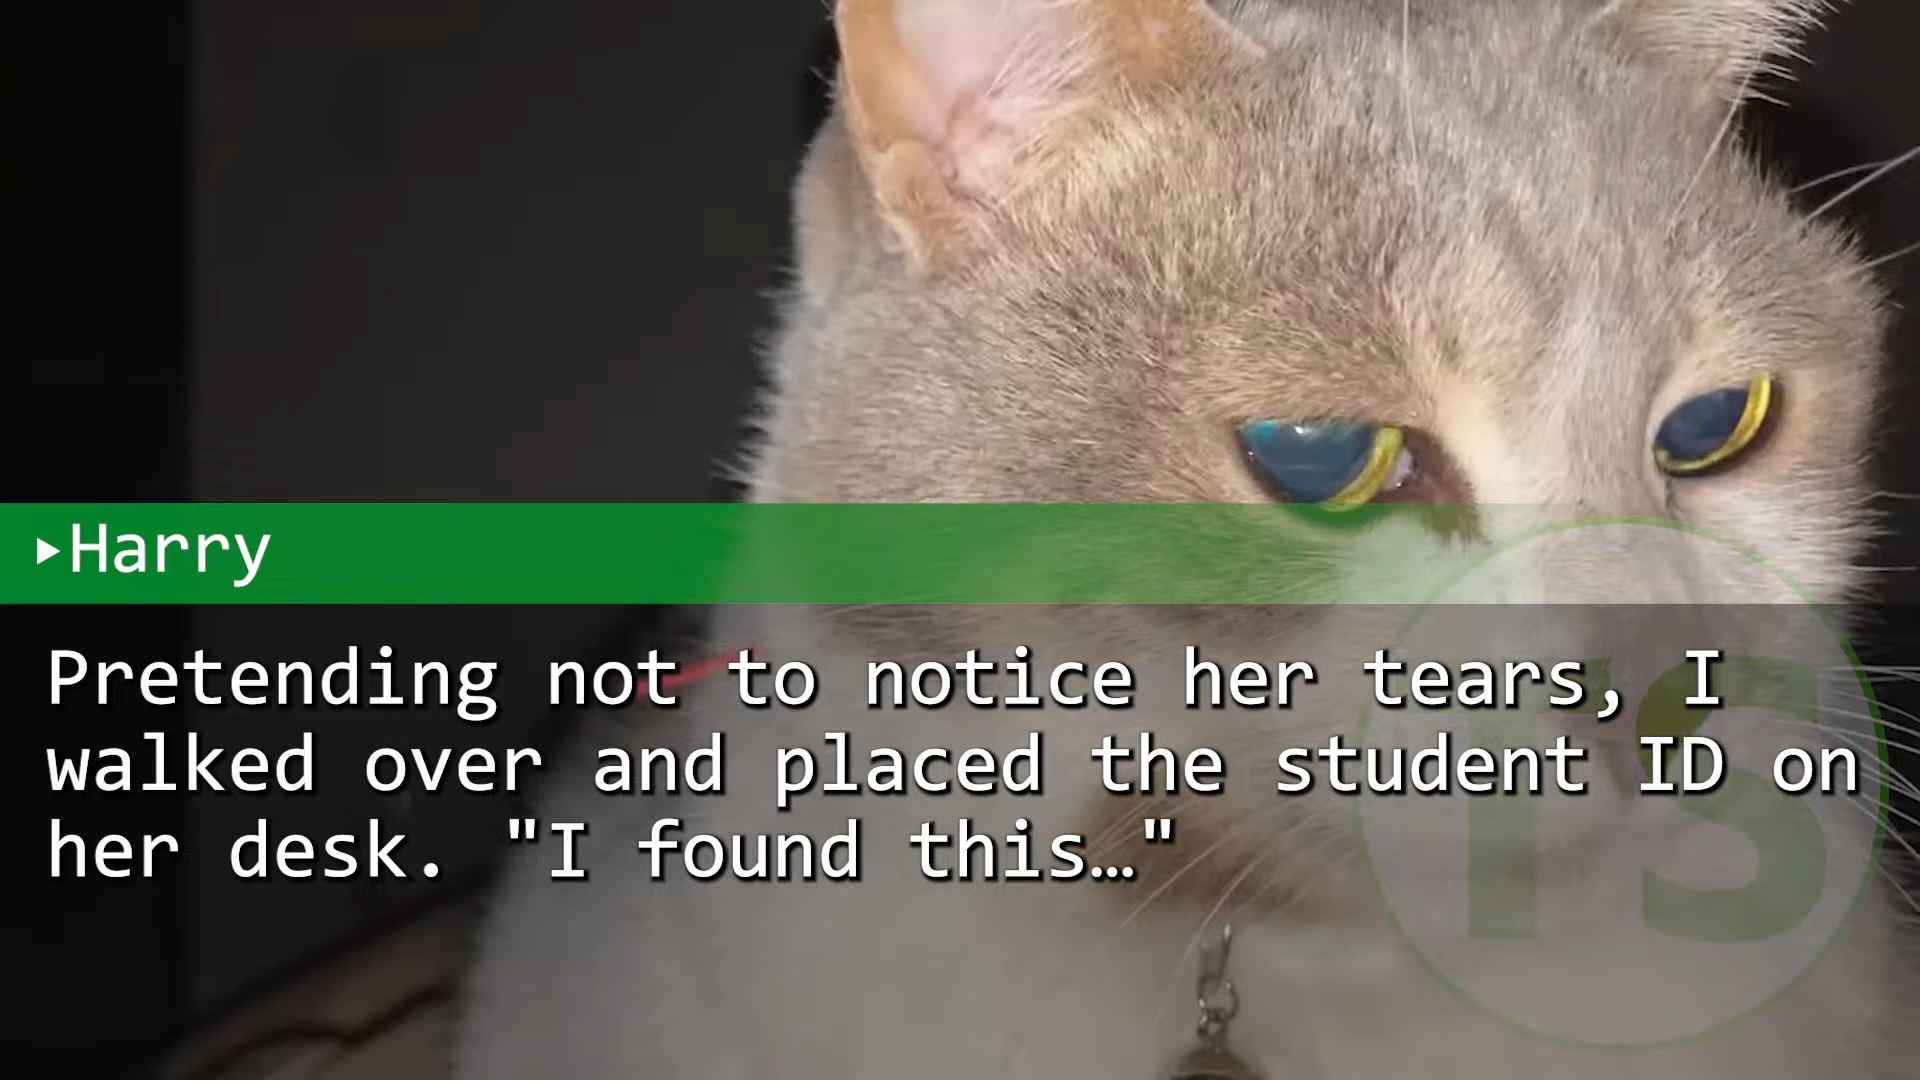 ▶Harry
Pretending not to notice her tears, I
walked over and placed the student ID on
her desk. "I found this…"
TS